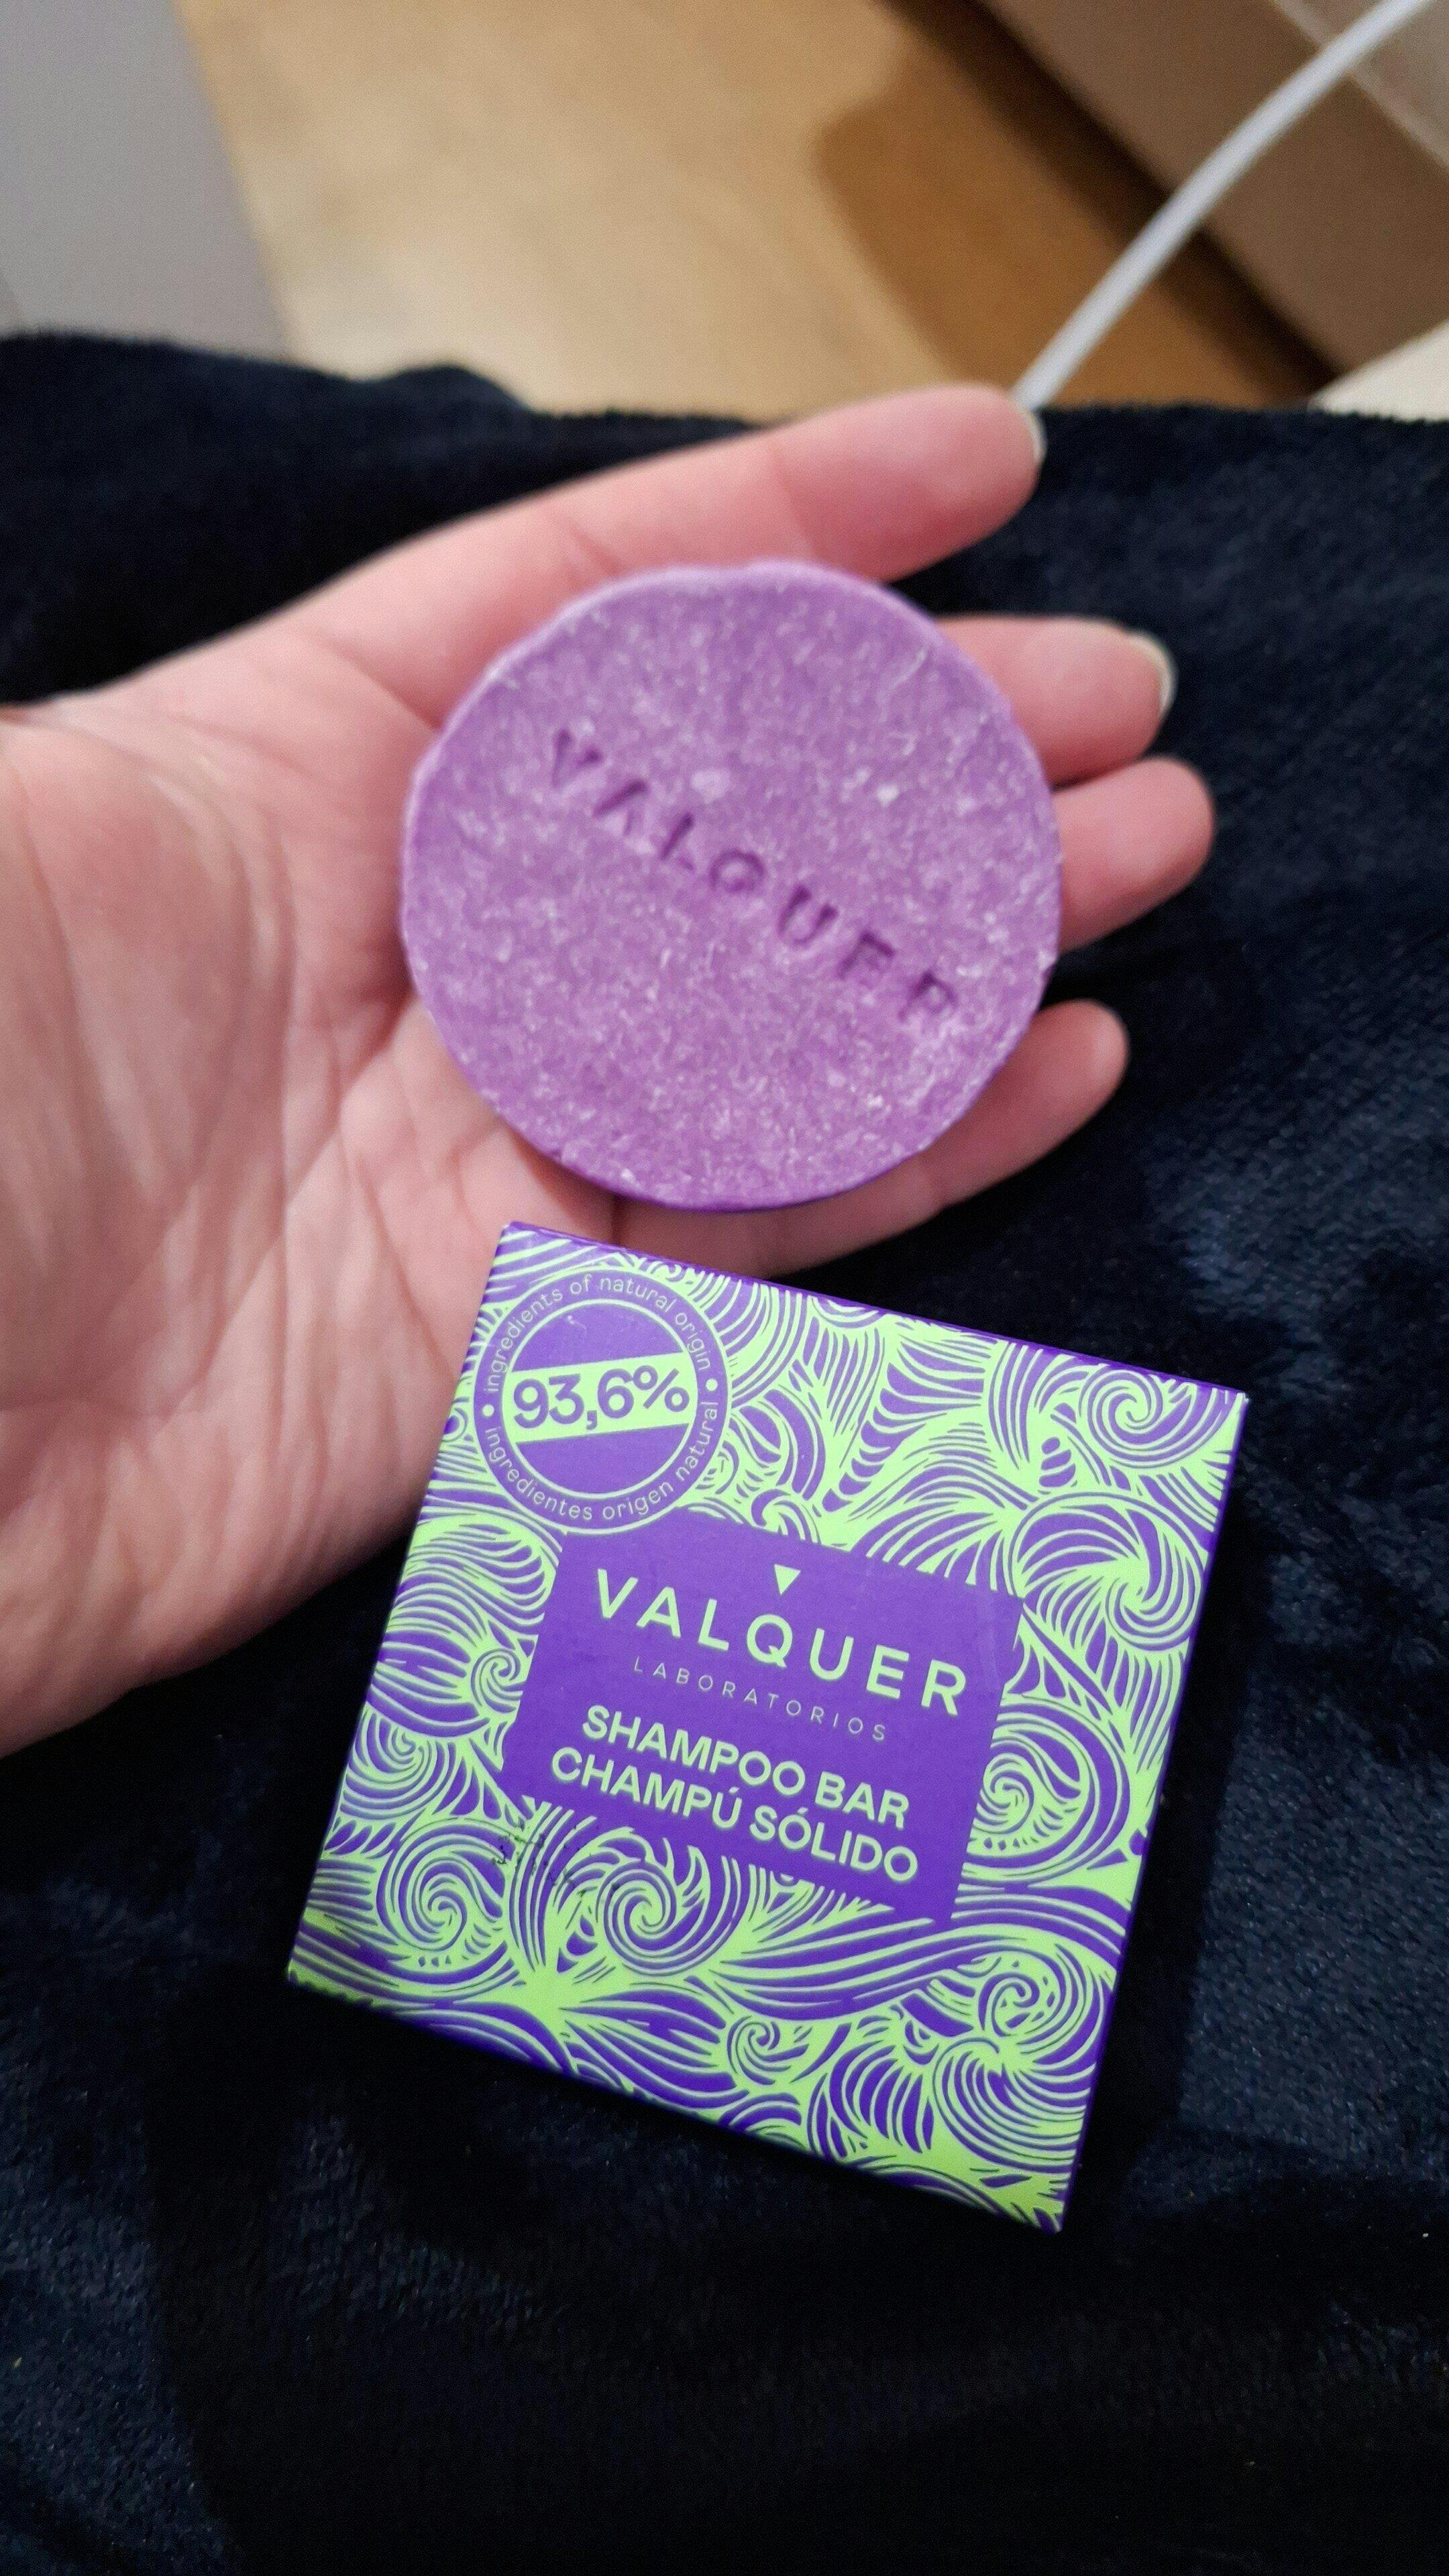 VALQUER
ingredients of natural origin
93,6%
ingredientes origen natural
VALQUER
LABORATORIOS
SHAMPOO BAR
CHAMPÚ SÓLIDO